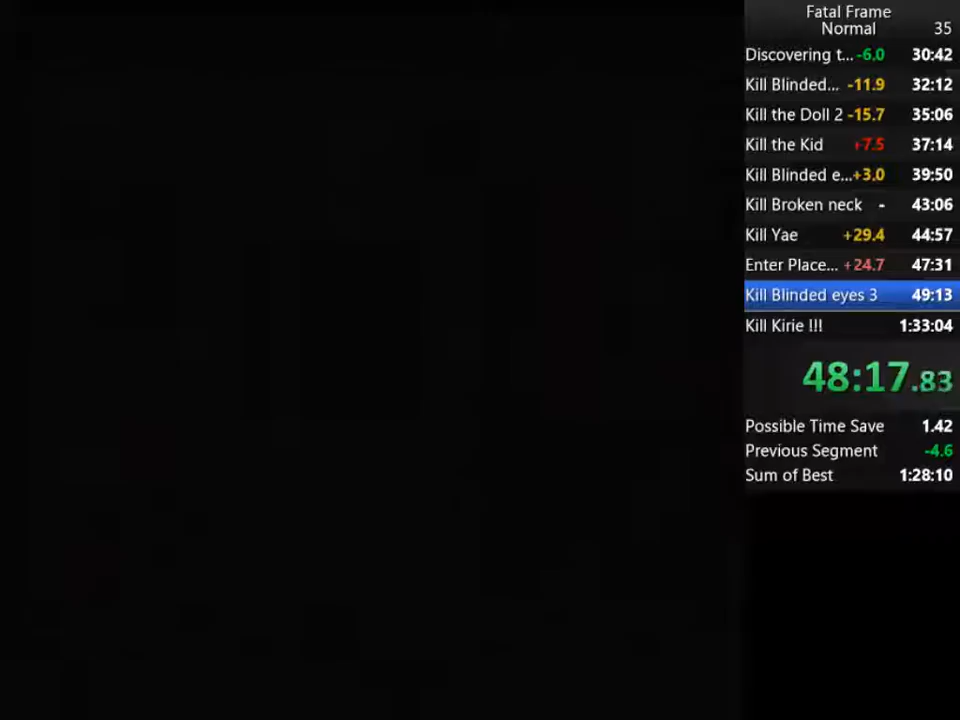 Fatal Frame
Normal 35
Discovering t... -6.0 30:42
Kill Blinded... -11.9 32:12
Kill the Doll 2 -15.7 35:06
Kill the Kid +7.5 37:14
Kill Blinded e... +3.0 39:50
Kill Broken neck - 43:06
Kill Yae +29.4 44:57
Enter Place... +24.7 47:31
Kill Blinded eyes 3 49:13
Kill Kirie !!! 1:33:04
48:17.83
Possible Time Save 1.42
Previous Segment -4.6
Sum of Best 1:28:10